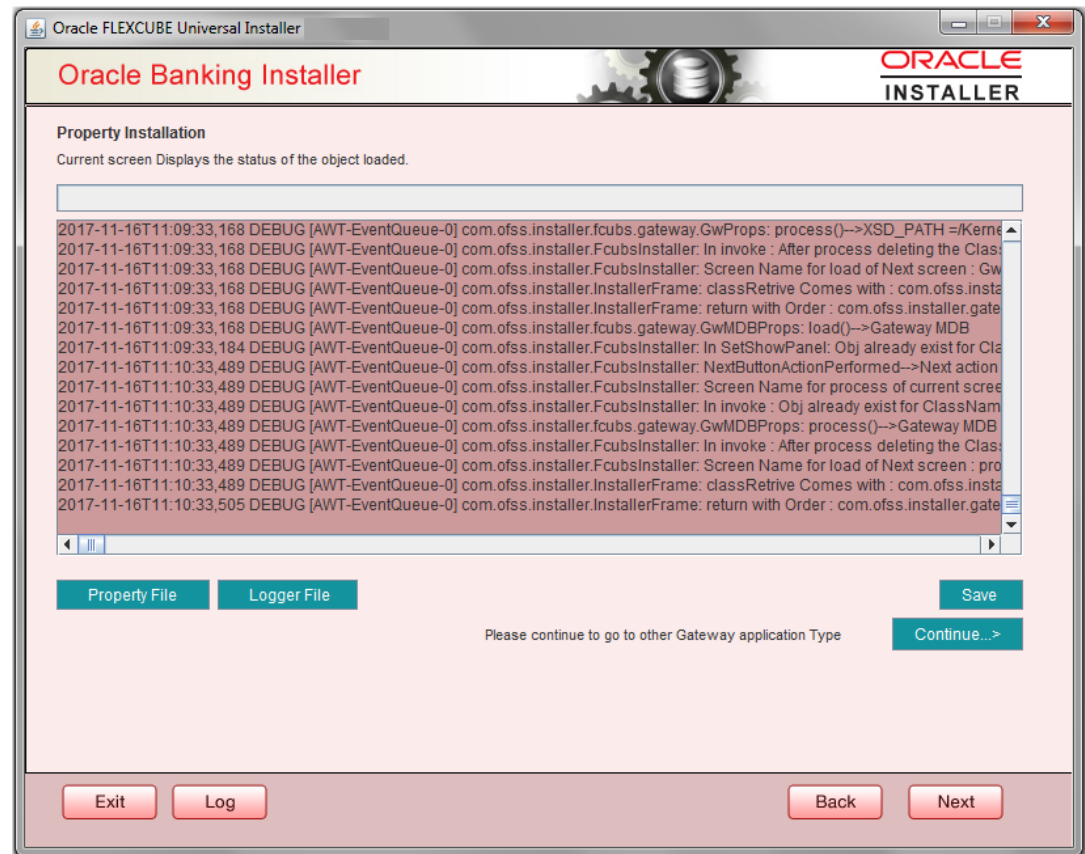 Oracle FLEXCUBE Universal Installer
Oracle Banking Installer
ORACLE
INSTALLER
Property Installation
Current screen Displays the status of the object loaded.
2017-11-16T11:09:33,168 DEBUG [AWT-EventQueue-0] com.ofss.installer.fcubs.gateway.GwProps: process()-->XSD_PATH =/Kerne
2017-11-16T11:09:33,168 DEBUG [AWT-EventQueue-0] com.ofss.installer.FcubsInstaller: In invoke : After process deleting the Clas
2017-11-16T11:09:33,168 DEBUG [AWT-EventQueue-0] com.ofss.installer.FcubsInstaller: Screen Name for load of Next screen : Gw
2017-11-16T11:09:33,168 DEBUG [AWT-EventQueue-0] com.ofss.installer.InstallerFrame: classRetrive Comes with : com.ofss.insta
2017-11-16T11:09:33,168 DEBUG [AWT-EventQueue-0] com.ofss.installer.InstallerFrame: return with Order : com.ofss.installer.gate
2017-11-16T11:09:33,168 DEBUG [AWT-EventQueue-0] com.ofss.installer.fcubs.gateway.GwMDBProps: load()-->Gateway MDB
2017-11-16T11:09:33,184 DEBUG [AWT-EventQueue-0] com.ofss.installer.FcubsInstaller: In SetShowPanel: Obj already exist for Cla
2017-11-16T11:10:33,489 DEBUG [AWT-EventQueue-0] com.ofss.installer.FcubsInstaller: NextButtonActionPerformed-->Next action
2017-11-16T11:10:33,489 DEBUG [AWT-EventQueue-0] com.ofss.installer.FcubsInstaller: Screen Name for process of current scree
2017-11-16T11:10:33,489 DEBUG [AWT-EventQueue-0] com.ofss.installer.FcubsInstaller: In invoke : Obj already exist for ClassNam
2017-11-16T11:10:33,489 DEBUG [AWT-EventQueue-0] com.ofss.installer.fcubs.gateway.GwMDBProps: process()-->Gateway MDB
2017-11-16T11:10:33,489 DEBUG [AWT-EventQueue-0] com.ofss.installer.FcubsInstaller: In invoke : After process deleting the Clas
2017-11-16T11:10:33,489 DEBUG [AWT-EventQueue-0] com.ofss.installer.FcubsInstaller: Screen Name for load of Next screen : pro
2017-11-16T11:10:33,489 DEBUG [AWT-EventQueue-0] com.ofss.installer.InstallerFrame: classRetrive Comes with : com.ofss.insta
2017-11-16T11:10:33,505 DEBUG [AWT-EventQueue-0] com.ofss.installer.InstallerFrame: return with Order : com.ofss.installer.gate
Property File Logger File Save
Please continue to go to other Gateway application Type Continue...>
Exit Log Back Next